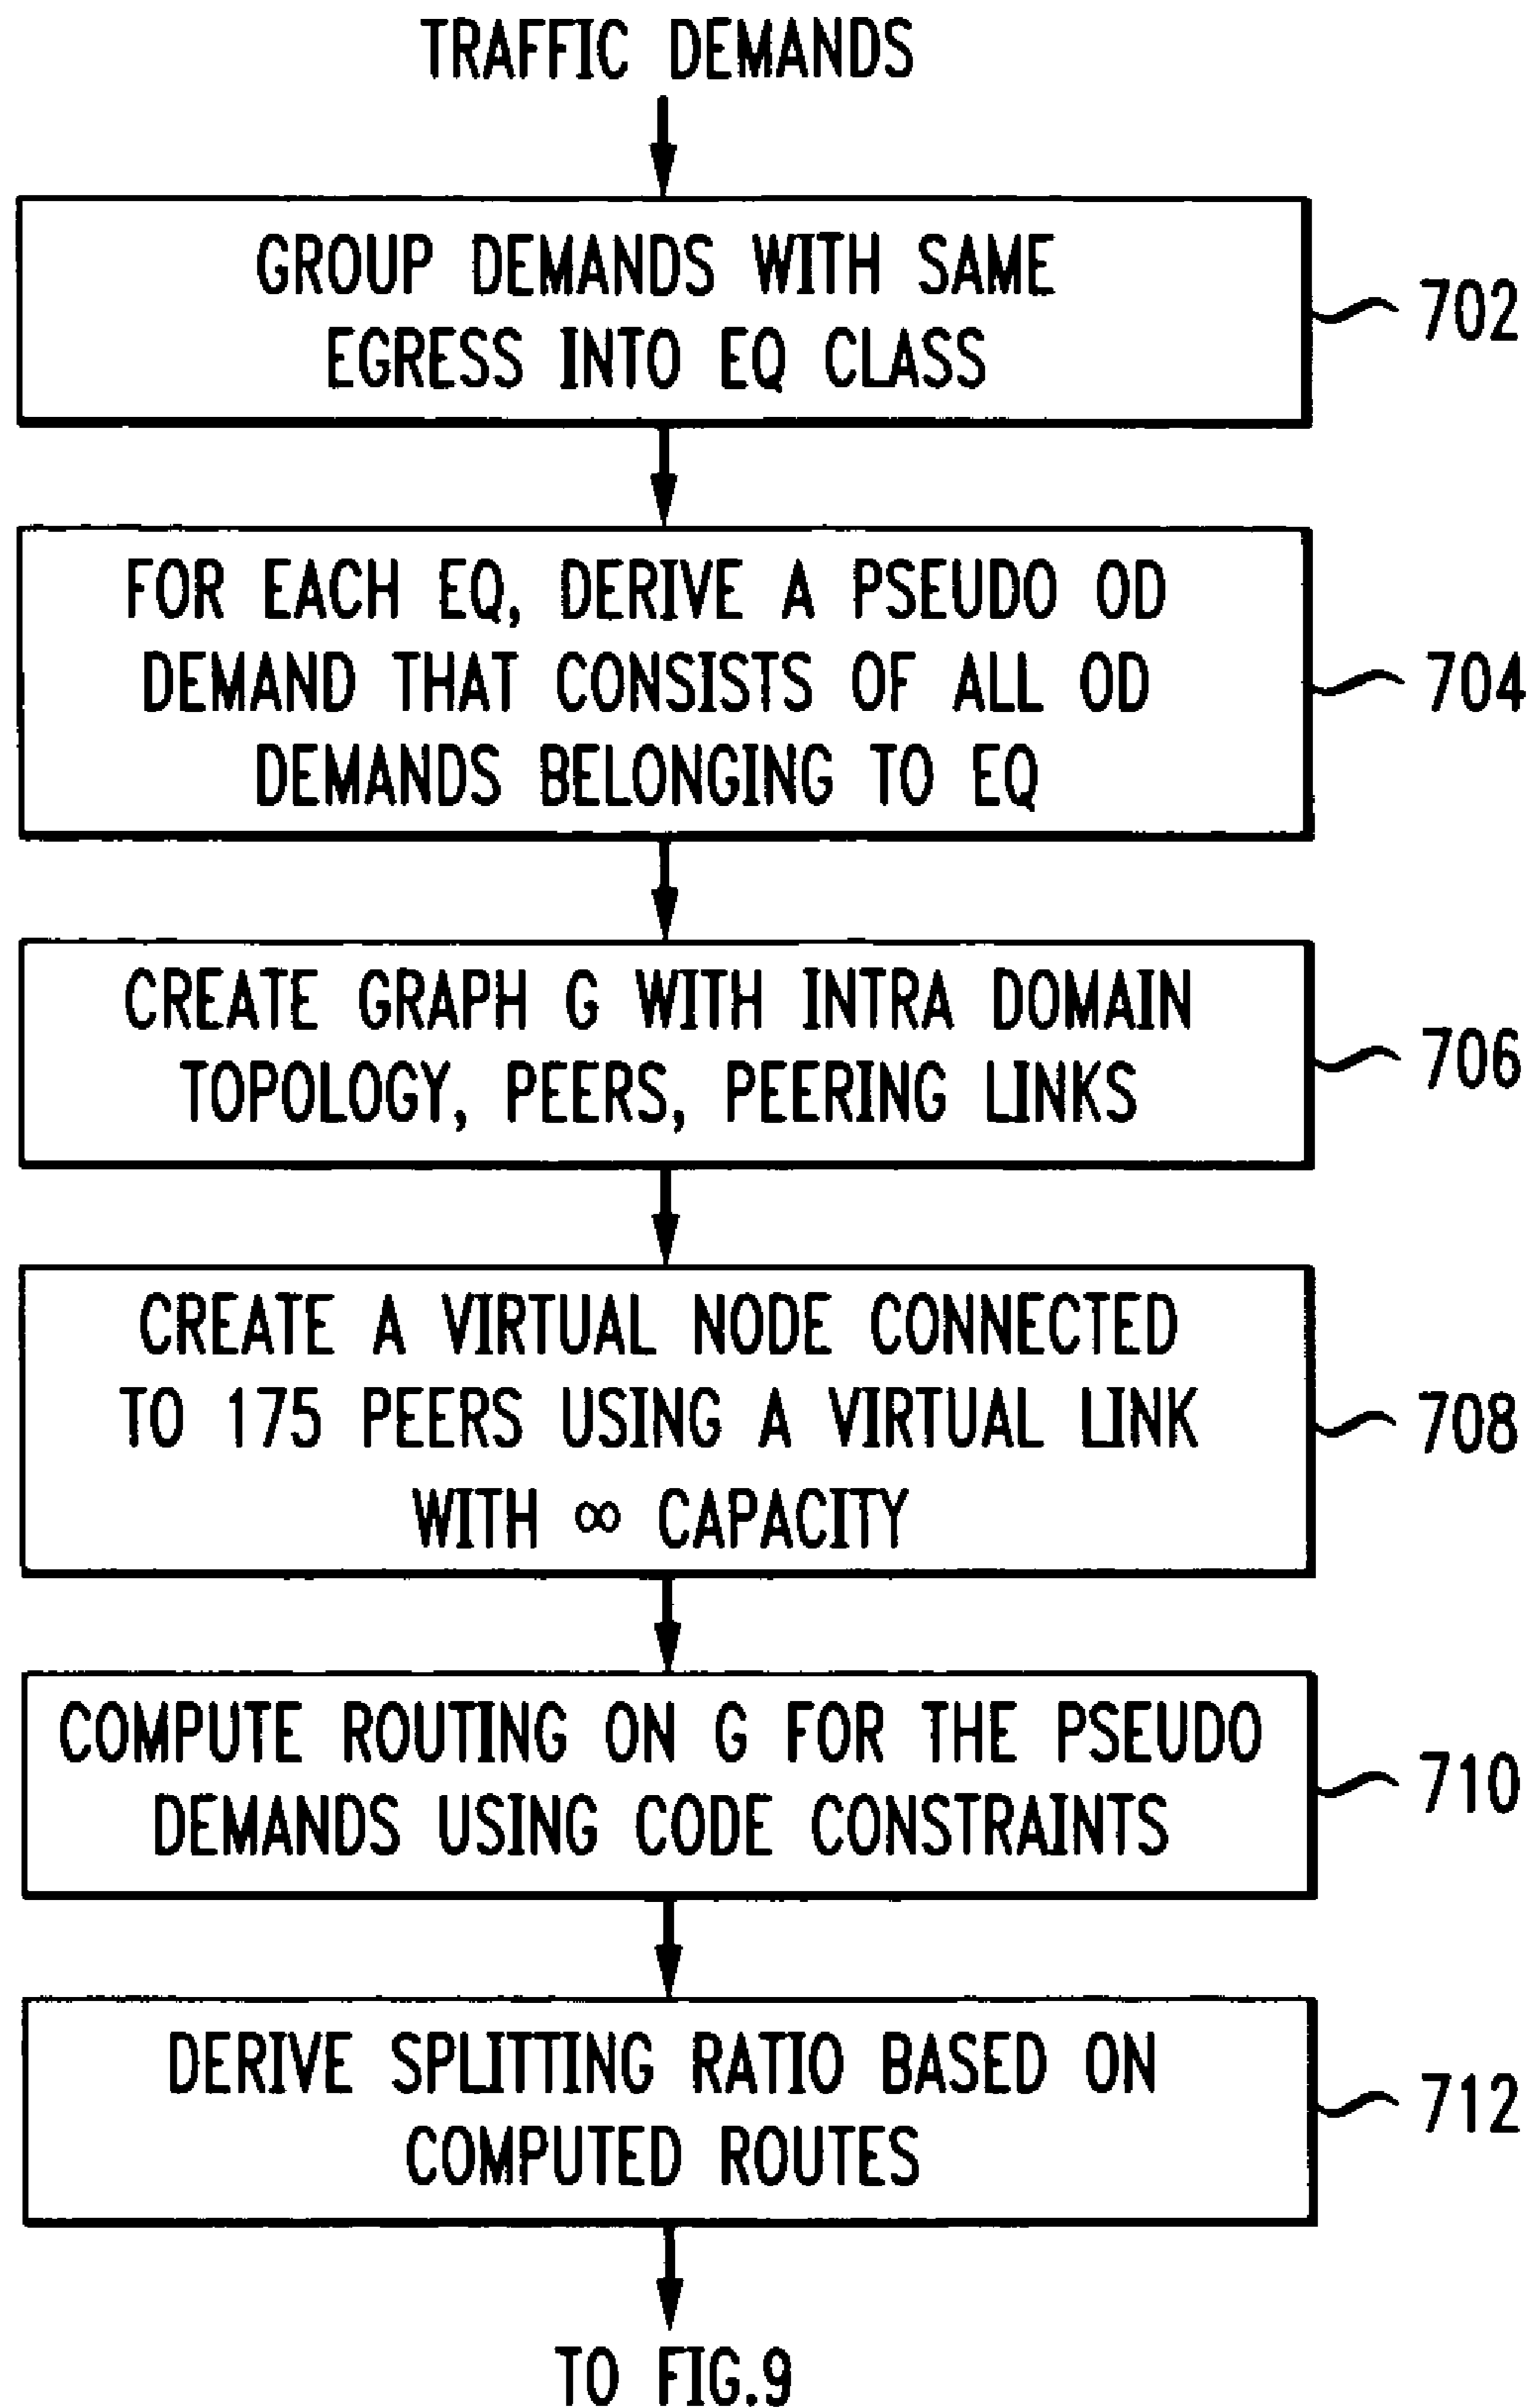 TRAFFIC DEMANDS
GROUP DEMANDS WITH SAME
EGRESS INTO EQ CLASS
702
FOR EACH EQ, DERIVE A PSEUDO OD
DEMAND THAT CONSISTS OF ALL OD
DEMANDS BELONGING TO EQ
704
CREATE GRAPH G WITH INTRA DOMAIN
TOPOLOGY, PEERS, PEERING LINKS
706
CREATE A VIRTUAL NODE CONNECTED
TO 175 PEERS USING A VIRTUAL LINK
WITH ∞ CAPACITY
708
COMPUTE ROUTING ON G FOR THE PSEUDO
DEMANDS USING CODE CONSTRAINTS
710
DERIVE SPLITTING RATIO BASED ON
COMPUTED ROUTES
712
TO FIG.9